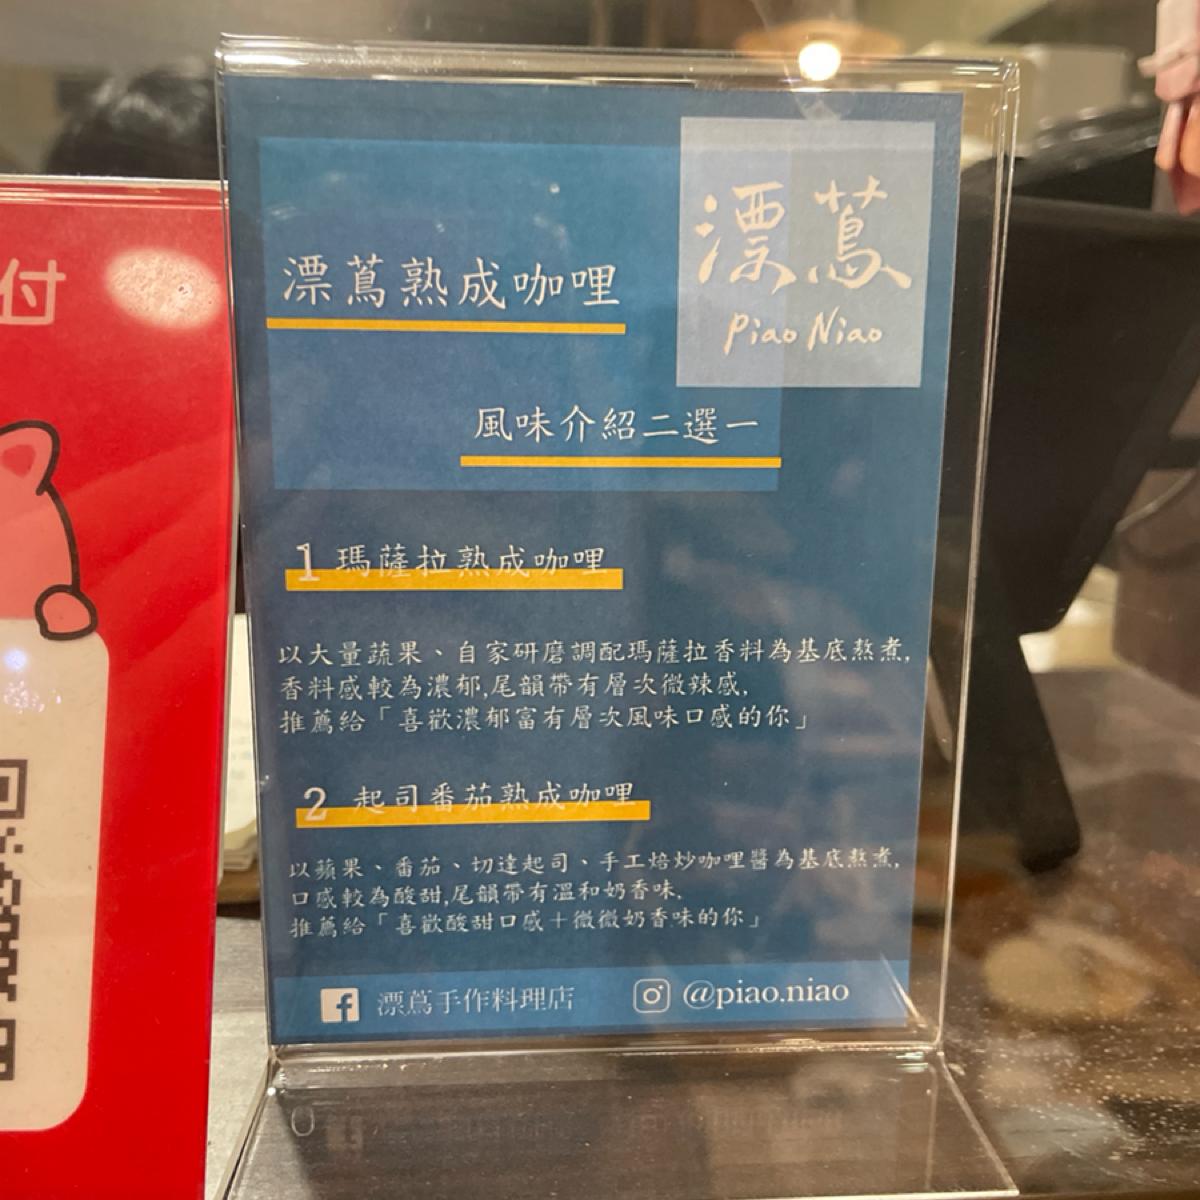 漂蔦
Piao Niao
漂蔦熟成咖哩
風味介紹二選一
1 瑪薩拉熟成咖哩
以大量蔬果、自家研磨調配瑪薩拉香料為基底熬煮,
香料感較為濃郁,尾韻帶有層次微辣感,
推薦給「喜歡濃郁富有層次風味口感的你」
2 起司番茄熟成咖哩
以蘋果、番茄、切達起司、手工焙炒咖哩醬為基底熬煮,
口感較為酸甜,尾韻帶有溫和奶香味,
推薦給「喜歡酸甜口感+微微奶香味的你」
漂蔦手作料理店
@piao.niao
付